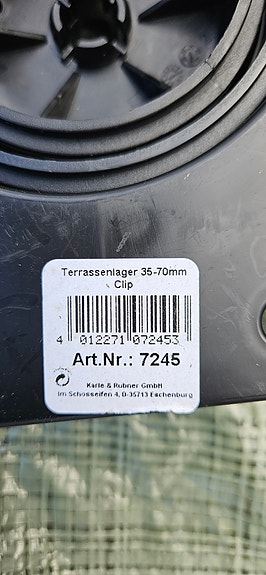 Terrassenlager 35-70mm
Clip
4 012271 072453
Art.Nr.: 7245
Karle & Rubner GmbH
Im Schosseifen 4, D-35713 Eschenburg